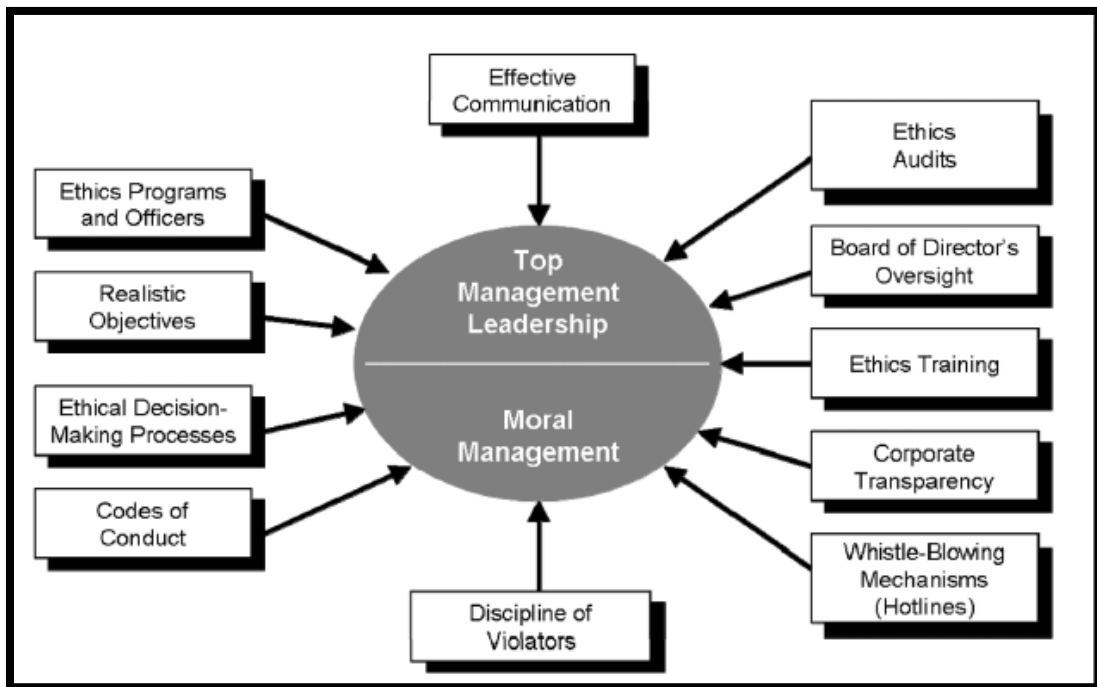 Effective
Communication
Ethics
Audits
Ethics Programs
and Officers
Board of Director's
Oversight
Realistic
Objectives
Top
Management
Leadership
Ethics Training
Ethical Decision-
Making Processes
Moral
Management
Corporate
Transparency
Codes of
Conduct
Whistle-Blowing
Mechanisms
(Hotlines)
Discipline of
Violators